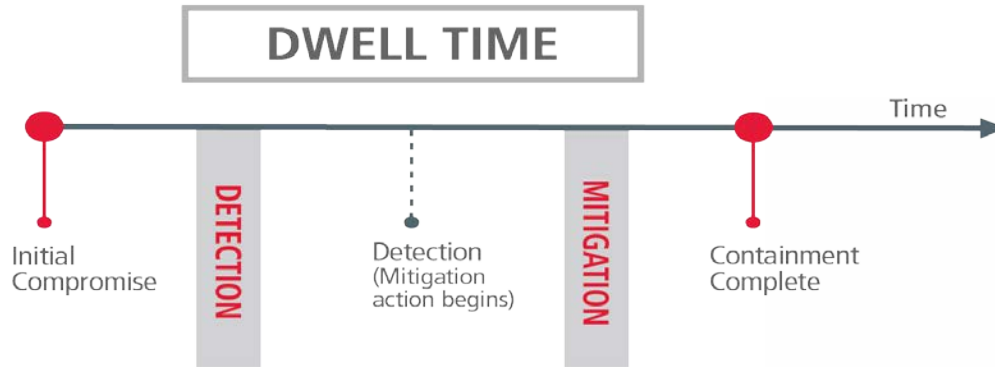 DWELL TIME
Time
DETECTION
MITIGATION
Initial
Compromise
Detection
(Mitigation
action begins)
Containment
Complete